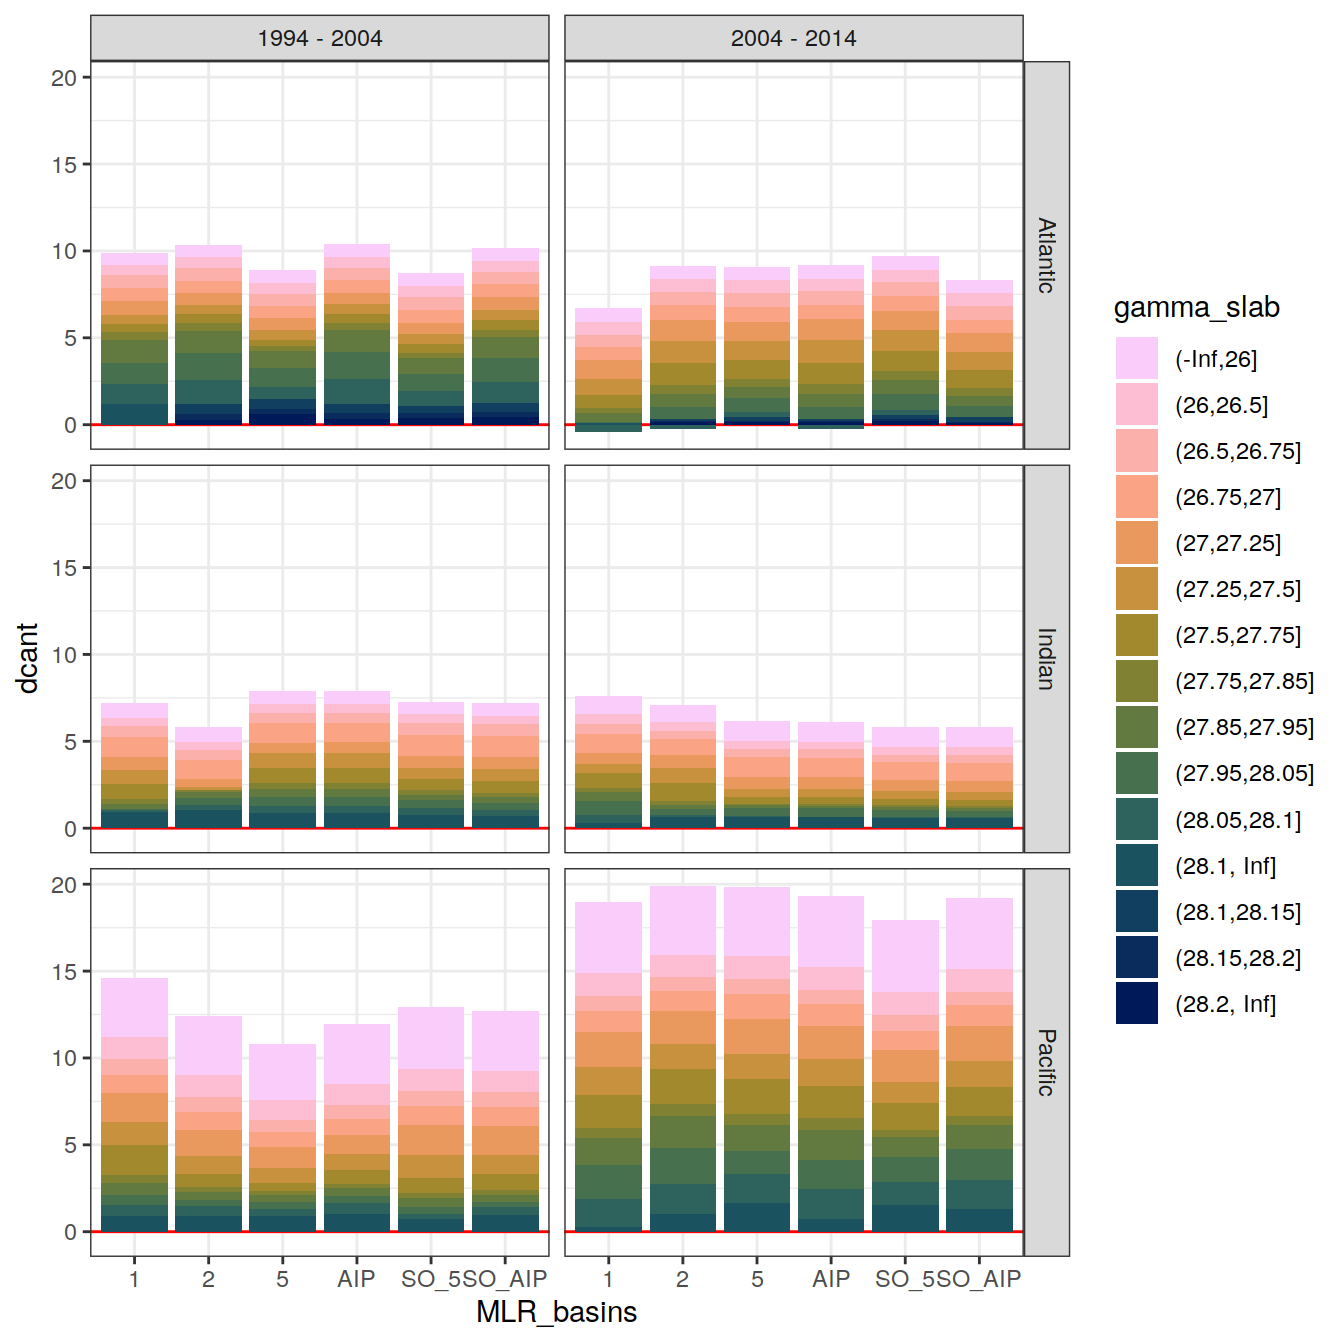 1994 - 2004
2004 - 2014
20
15
10
5
0
Atlantic
20
15
10
5
0
Indian
20
15
10
5
0
Pacific
dcant
1 2 5 AIP SO_5 SO_AIP
1 2 5 AIP SO_5 SO_AIP
MLR_basins
gamma_slab
(-Inf,26]
(26,26.5]
(26.5,26.75]
(26.75,27]
(27,27.25]
(27.25,27.5]
(27.5,27.75]
(27.75,27.85]
(27.85,27.95]
(27.95,28.05]
(28.05,28.1]
(28.1, Inf]
(28.1,28.15]
(28.15,28.2]
(28.2, Inf]